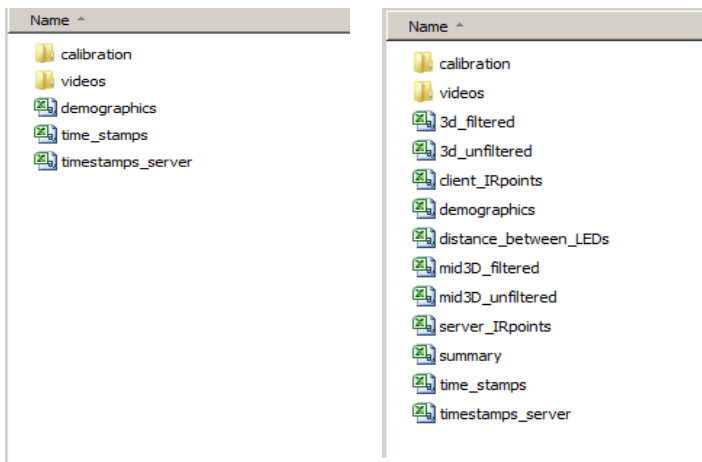 Name
calibration
videos
demographics
time_stamps
timestamps_server
Name
calibration
videos
3d_filtered
3d_unfiltered
client_IRpoints
demographics
distance_between_LEDs
mid3D_filtered
mid3D_unfiltered
server_IRpoints
summary
time_stamps
timestamps_server